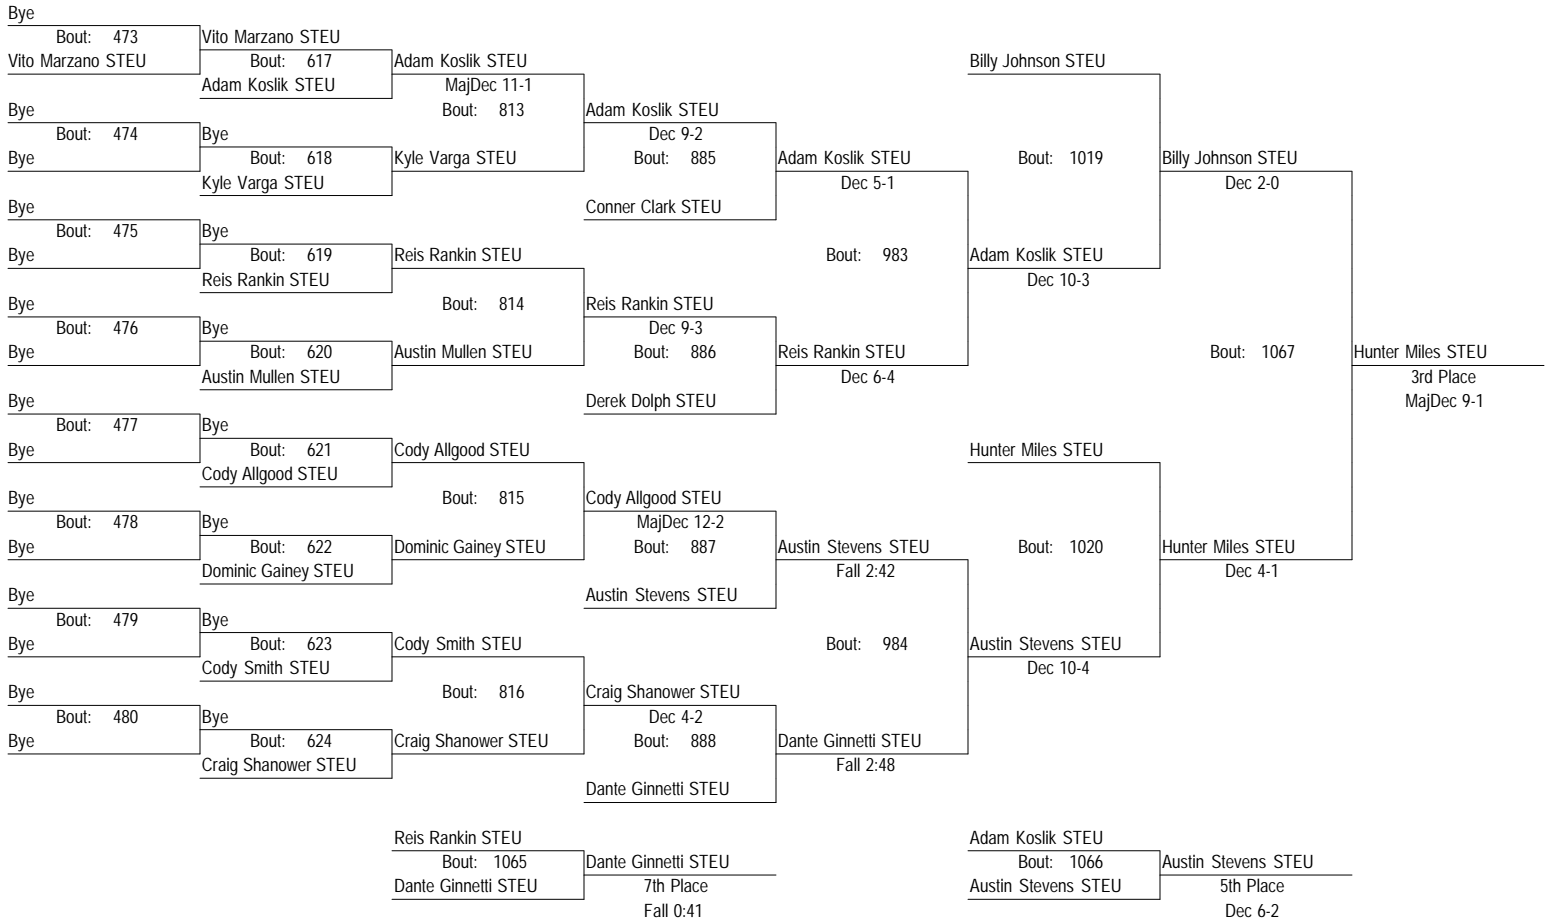 Bye
Bout: 473
Vito Marzano STEU
Vito Marzano STEU
Bout: 617
Adam Koslik STEU
Adam Koslik STEU
MajDec 11-1
Bout: 813
Billy Johnson STEU
Bye
Bout: 474
Bye
Bye
Bout: 618
Kyle Varga STEU
Kyle Varga STEU
Adam Koslik STEU
Dec 9-2
Bout: 885
Conner Clark STEU
Adam Koslik STEU
Dec 5-1
Bout: 1019
Billy Johnson STEU
Dec 2-0
Bye
Bout: 475
Bye
Bye
Bout: 619
Reis Rankin STEU
Reis Rankin STEU
Bout: 814
Bout: 983
Adam Koslik STEU
Dec 10-3
Bye
Bout: 476
Bye
Bye
Bout: 620
Austin Mullen STEU
Austin Mullen STEU
Reis Rankin STEU
Dec 9-3
Bout: 886
Derek Dolph STEU
Reis Rankin STEU
Dec 6-4
Bout: 1067
Hunter Miles STEU
3rd Place
MajDec 9-1
Bye
Bout: 477
Bye
Bye
Bout: 621
Cody Allgood STEU
Cody Allgood STEU
Bout: 815
Hunter Miles STEU
Bye
Bout: 478
Bye
Bye
Bout: 622
Dominic Gainey STEU
Dominic Gainey STEU
Cody Allgood STEU
MajDec 12-2
Bout: 887
Austin Stevens STEU
Austin Stevens STEU
Fall 2:42
Bout: 1020
Hunter Miles STEU
Dec 4-1
Bye
Bout: 479
Bye
Bye
Bout: 623
Cody Smith STEU
Cody Smith STEU
Bout: 816
Bout: 984
Austin Stevens STEU
Dec 10-4
Bye
Bout: 480
Bye
Bye
Bout: 624
Craig Shanower STEU
Craig Shanower STEU
Craig Shanower STEU
Dec 4-2
Bout: 888
Dante Ginnetti STEU
Dante Ginnetti STEU
Fall 2:48
Reis Rankin STEU
Bout: 1065
Dante Ginnetti STEU
Dante Ginnetti STEU
7th Place
Fall 0:41
Adam Koslik STEU
Bout: 1066
Austin Stevens STEU
Austin Stevens STEU
5th Place
Dec 6-2